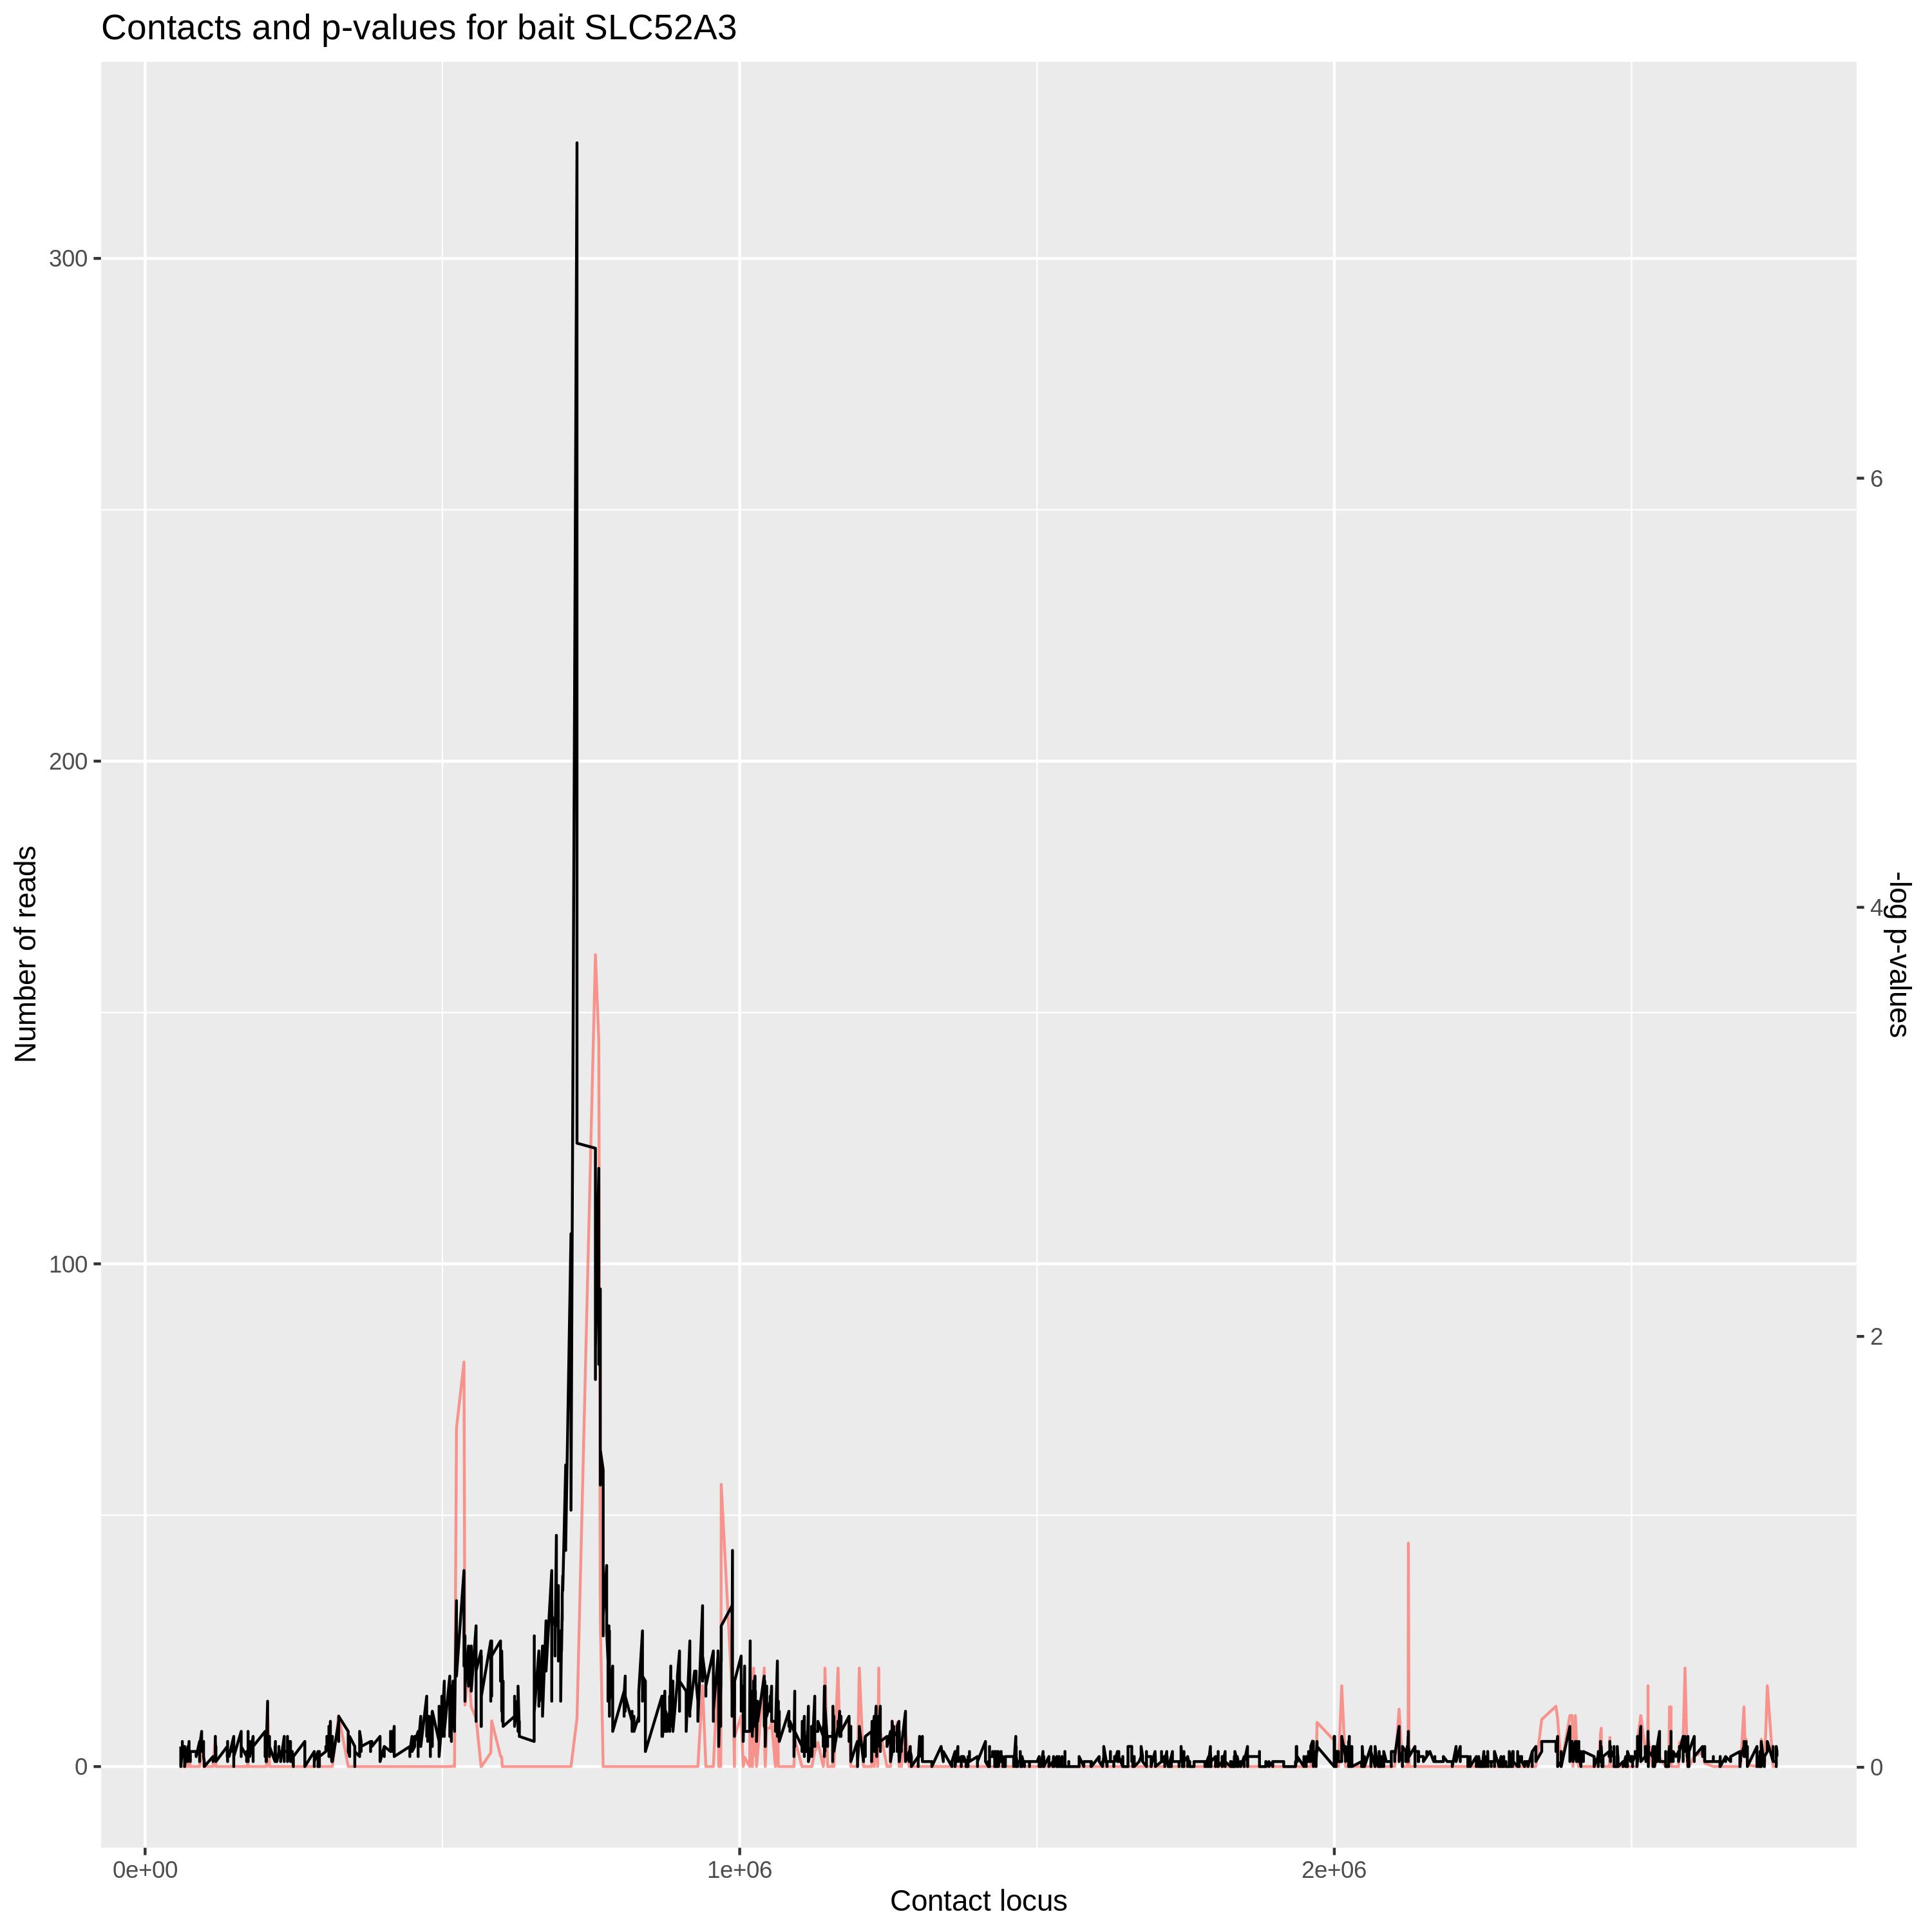 Contacts and p-values for bait SLC52A3
300
200
100
0
Number of reads
6
4
2
0
-log p-values
0e+00
1e+06
2e+06
Contact locus